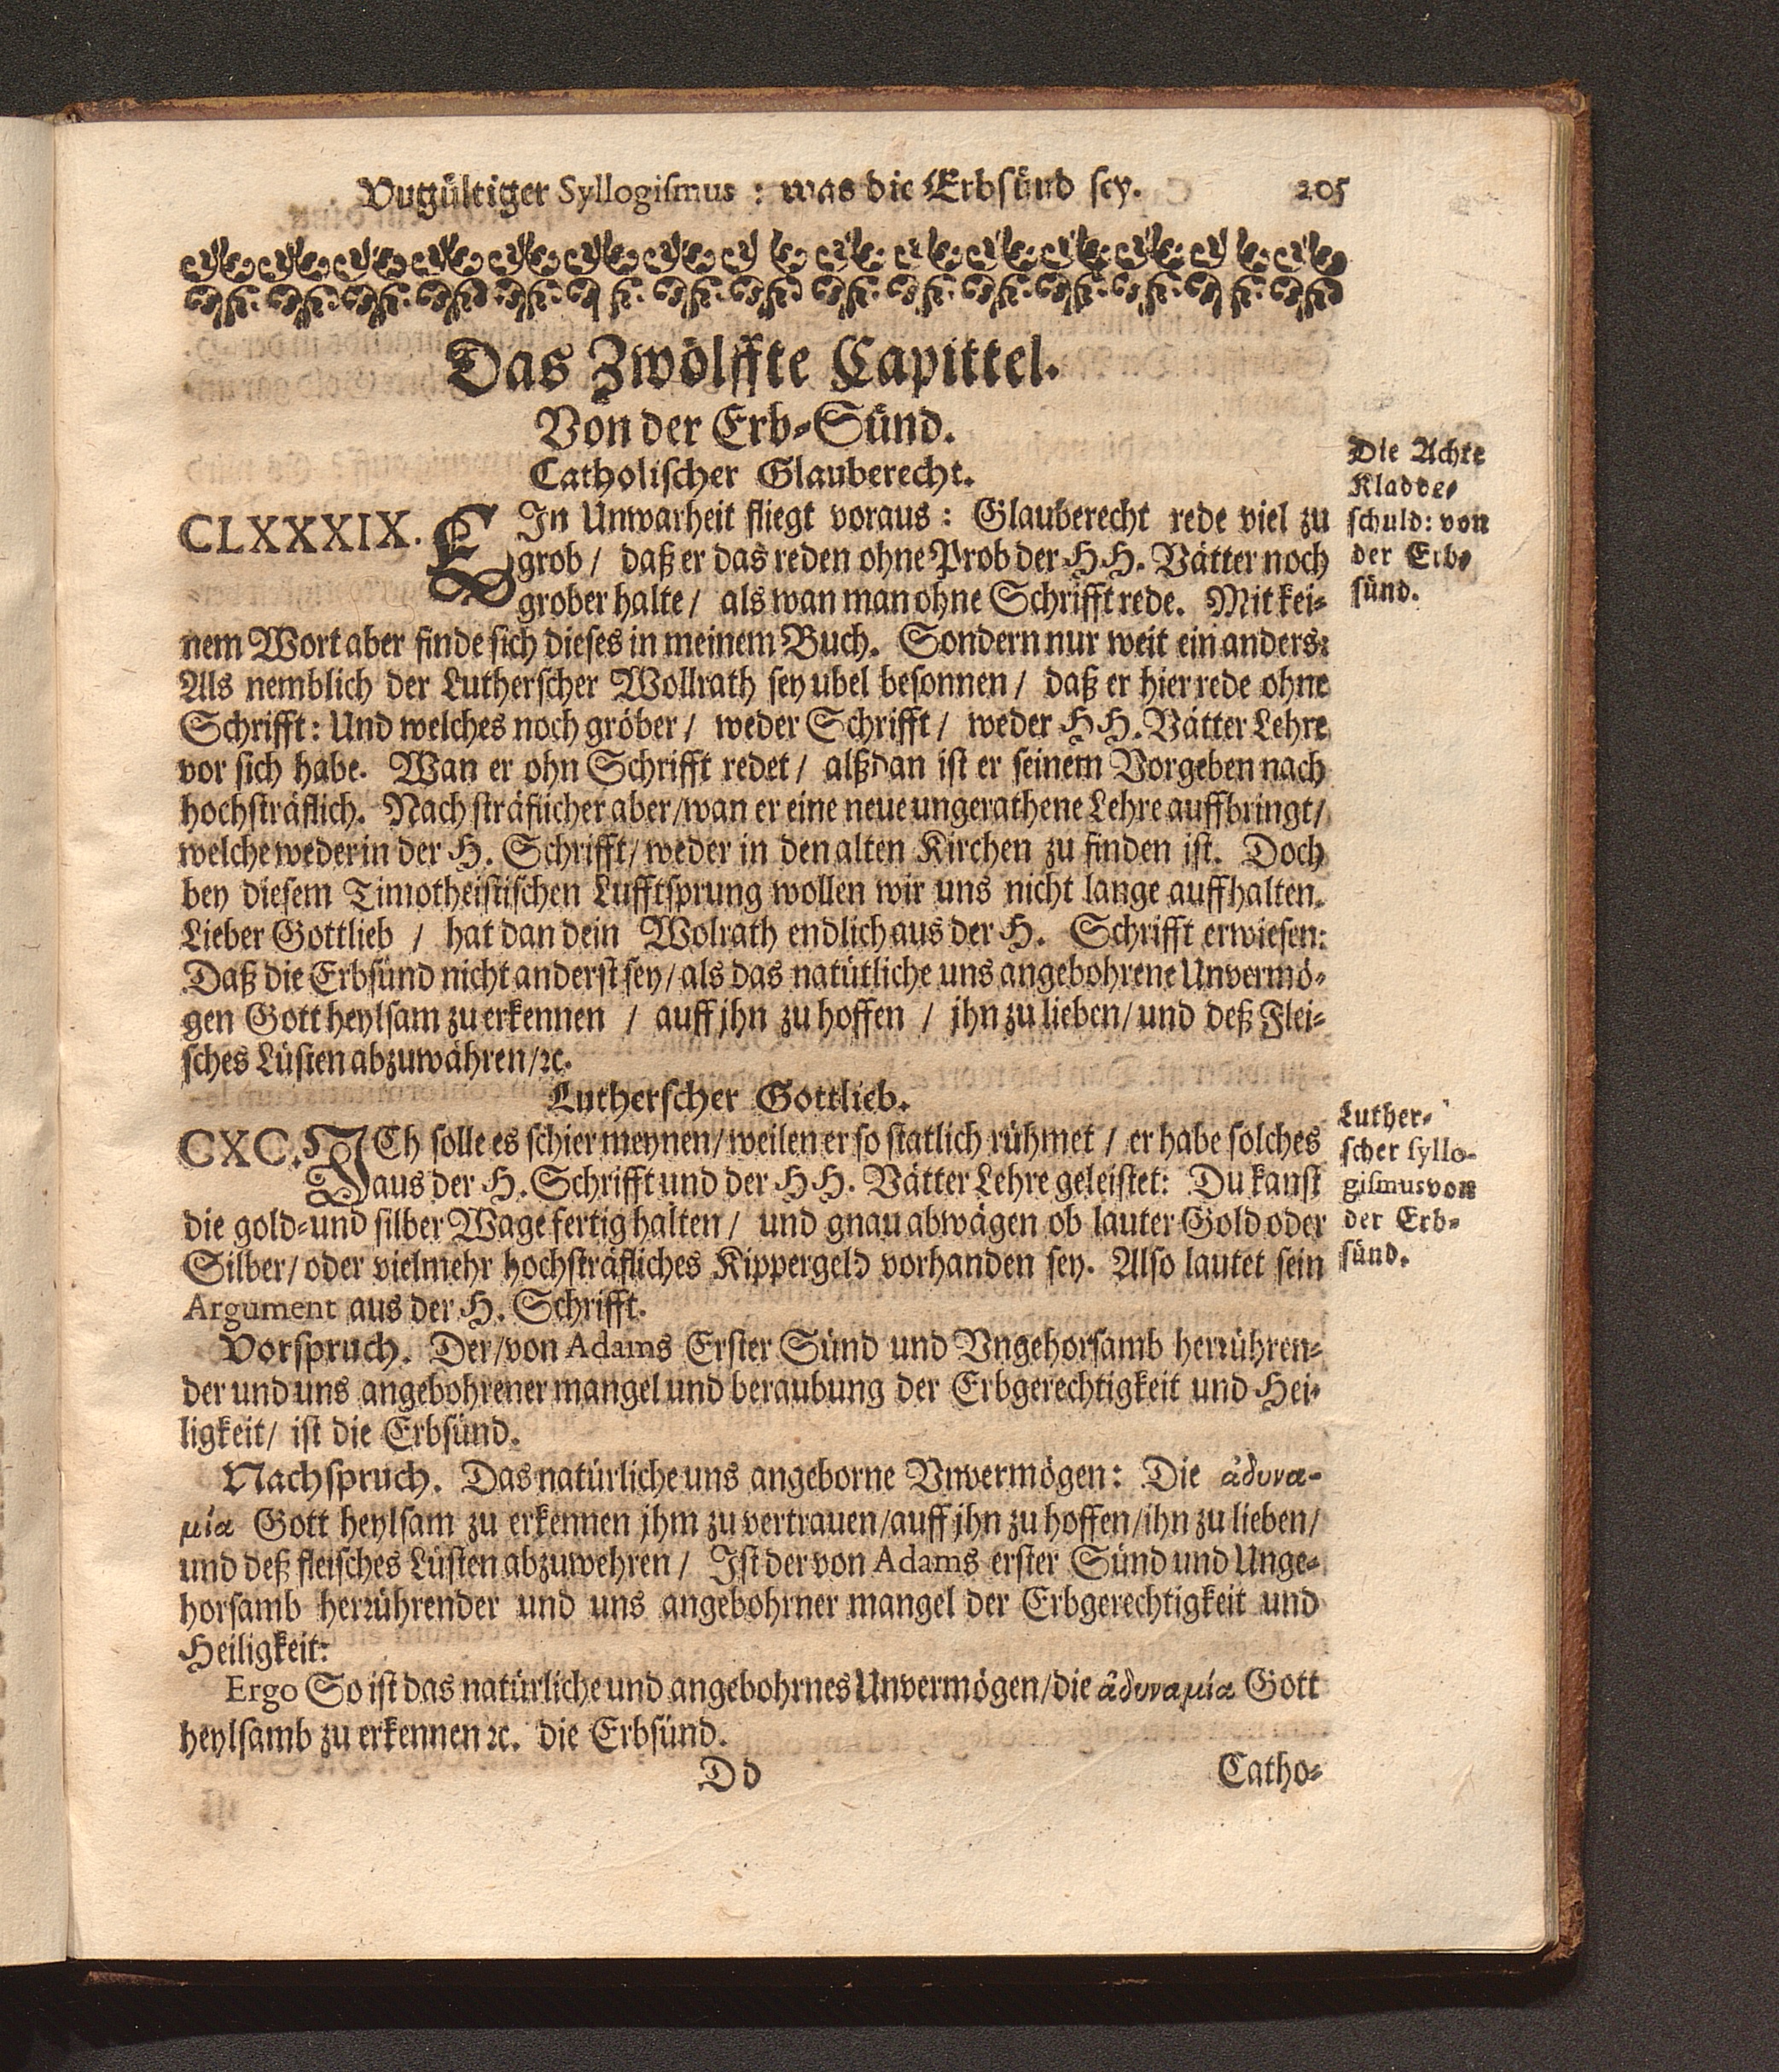 Vugültiger Syllogiſmus : was die Erbſünd ſey. 205
Das Zwölffte Capittel.
Von der Erb-Sünd.
Catholiſcher Glauberecht.
Die Achte
Kladde-
ſchuld: von
der Erb-
ſünd.
CLXXXIX. EIn Unwarheit fliegt voraus : Glauberecht rede viel zu
grob / daß er das reden ohne Prob der HH. Vätter noch
grober halte / als wan man ohne Schrifft rede. Mit kei-
nem Wort aber finde ſich dieſes in meinem Buch. Sondern nur weit ein anders:
Als nemblich der Lutherſcher Wollrath ſey ubel beſonnen / daß er hier rede ohne
Schrifft: Und welches noch gröber / weder Schrifft / weder HH. Vätter Lehre
vor ſich habe. Wan er ohn Schrifft redet / alßdan iſt er ſeinem Vorgeben nach
hochſträflich. Nach ſträflicher aber/wan er eine neue ungerathene Lehre auffbringt/
welche weder in der H. Schrifft/ weder in den alten Kirchen zu finden iſt. Doch
bey dieſem Timotheiſtiſchen Lufftſprung wollen wir uns nicht lange auffhalten.
Lieber Gottlieb / hat dan dein Wolrath endlich aus der H. Schrifft erwieſen:
Daß die Erbſünd nicht anderſt ſey/ als das natütliche uns angebohrene Unvermö-
gen Gott heylſam zu erkennen / auff jhn zu hoffen / jhn zu lieben/ und deß Flei-
ſches Lüſten abzuwähren/ꝛc.
Lutherſcher Gottlieb.
Luther-
ſcher ſyllo-
giſmus von
der Erb-
ſünd.
CXC. JCh ſolle es ſchier meynen/ weilen er ſo ſtatlich rühmet / er habe ſolches
aus der H. Schrifft und der HH. Vätter Lehre geleiſtet: Du kanſt
die gold-und ſilber Wage fertig halten / und gnau abwägen ob lauter Gold oder
Silber/ oder vielmehr hochſträfliches Kippergeld vorhanden ſey. Alſo lautet ſein
Argument aus der H. Schrifft.
Vorſpruch. Der/von Adams Erſter Sünd und Vngehorſamb herrühren-
der und uns angebohrener mangel und beraubung der Erbgerechtigkeit und Hei-
ligkeit/ iſt die Erbſünd.
Nachſpruch. Das natürliche uns angeborne Vnvermögen: Die ἀδυνα-
μία Gott heylſam zu erkennen jhm zu vertrauen/auff jhn zu hoffen/ihn zu lieben/
und deß fleiſches Lüſten abzuwehren / Iſt der von Adams erſter Sünd und Unge-
horſamb herrührender und uns angebohrner mangel der Erbgerechtigkeit und
Heiligkeit:
Ergo So iſt das natürliche und angebohrnes Unvermögen/die ἀδυναμία Gott
heylſamb zu erkennen ꝛc. die Erbſünd.
Dd Catho-